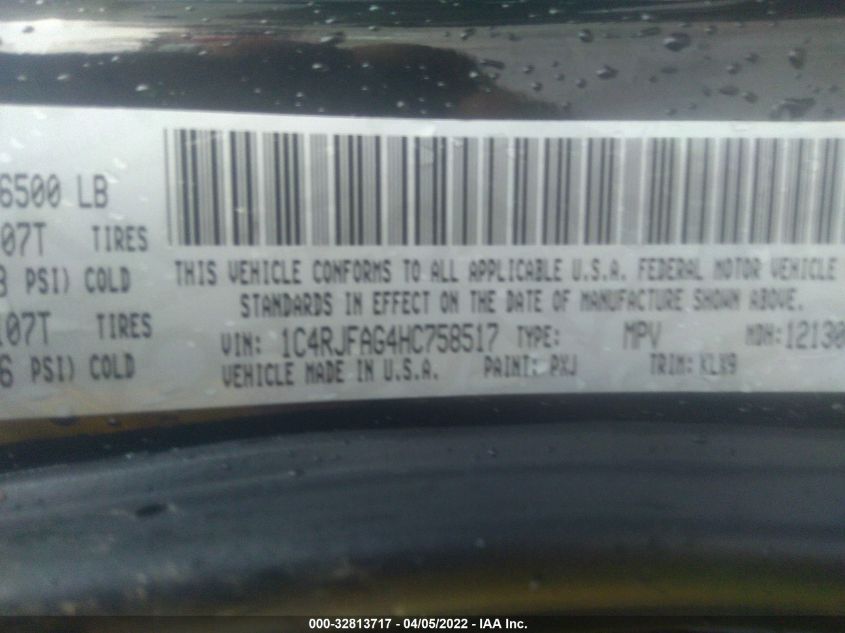 6500 LB
07T TIRES
3 PSI) COLD
107T TIRES
6 PSI) COLD
THIS VEHICLE CONFORMS TO ALL APPLICABLE U.S.A. FEDERAL MOTOR VEHICLE
STANDARDS IN EFFECT ON THE DATE OF MANUFACTURE SHOWN ABOVE.
VIN: 1C4RJFAG4HC758517 TYPE: MPV MDH:12130
VEHICLE MADE IN U.S.A. PAINT: PXJ TRIM: KLX9
000-32813717 - 04/05/2022 - IAA Inc.